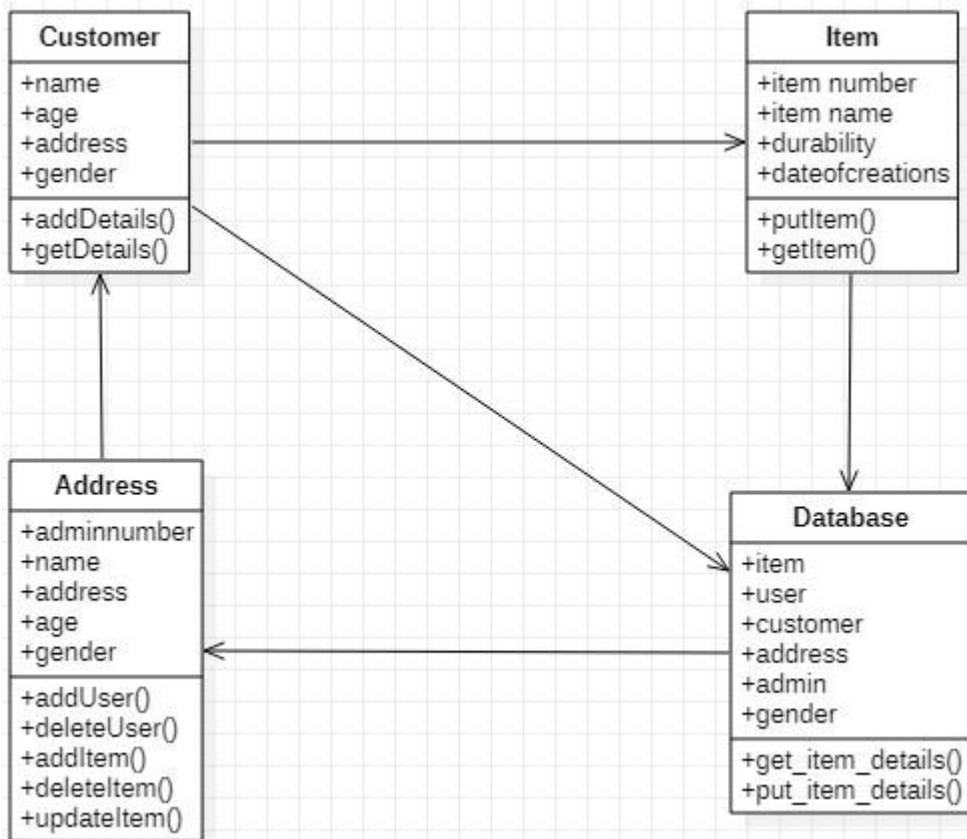 Customer
+name
+age
+address
+gender
+addDetails()
+getDetails()
Item
+item number
+item name
+durability
+dateofcreations
+putItem()
+getItem()
Address
+adminnumber
+name
+address
+age
+gender
+addUser()
+deleteUser()
+addItem()
+deleteItem()
+updateItem()
Database
+item
+user
+customer
+address
+admin
+gender
+get_item_details()
+put_item_details()